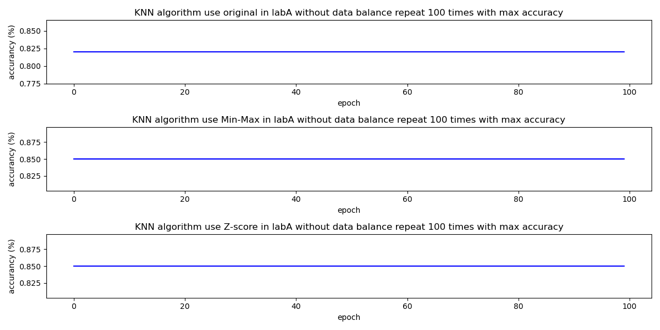 KNN algorithm use original in labA without data balance repeat 100 times with max accuracy
0.850
0.825
0.800
0.775
accurancy (%)
0 20 40 60 80 100
epoch
KNN algorithm use Min-Max in labA without data balance repeat 100 times with max accuracy
0.875
0.850
0.825
accurancy (%)
0 20 40 60 80 100
epoch
KNN algorithm use Z-score in labA without data balance repeat 100 times with max accuracy
0.875
0.850
0.825
accurancy (%)
0 20 40 60 80 100
epoch